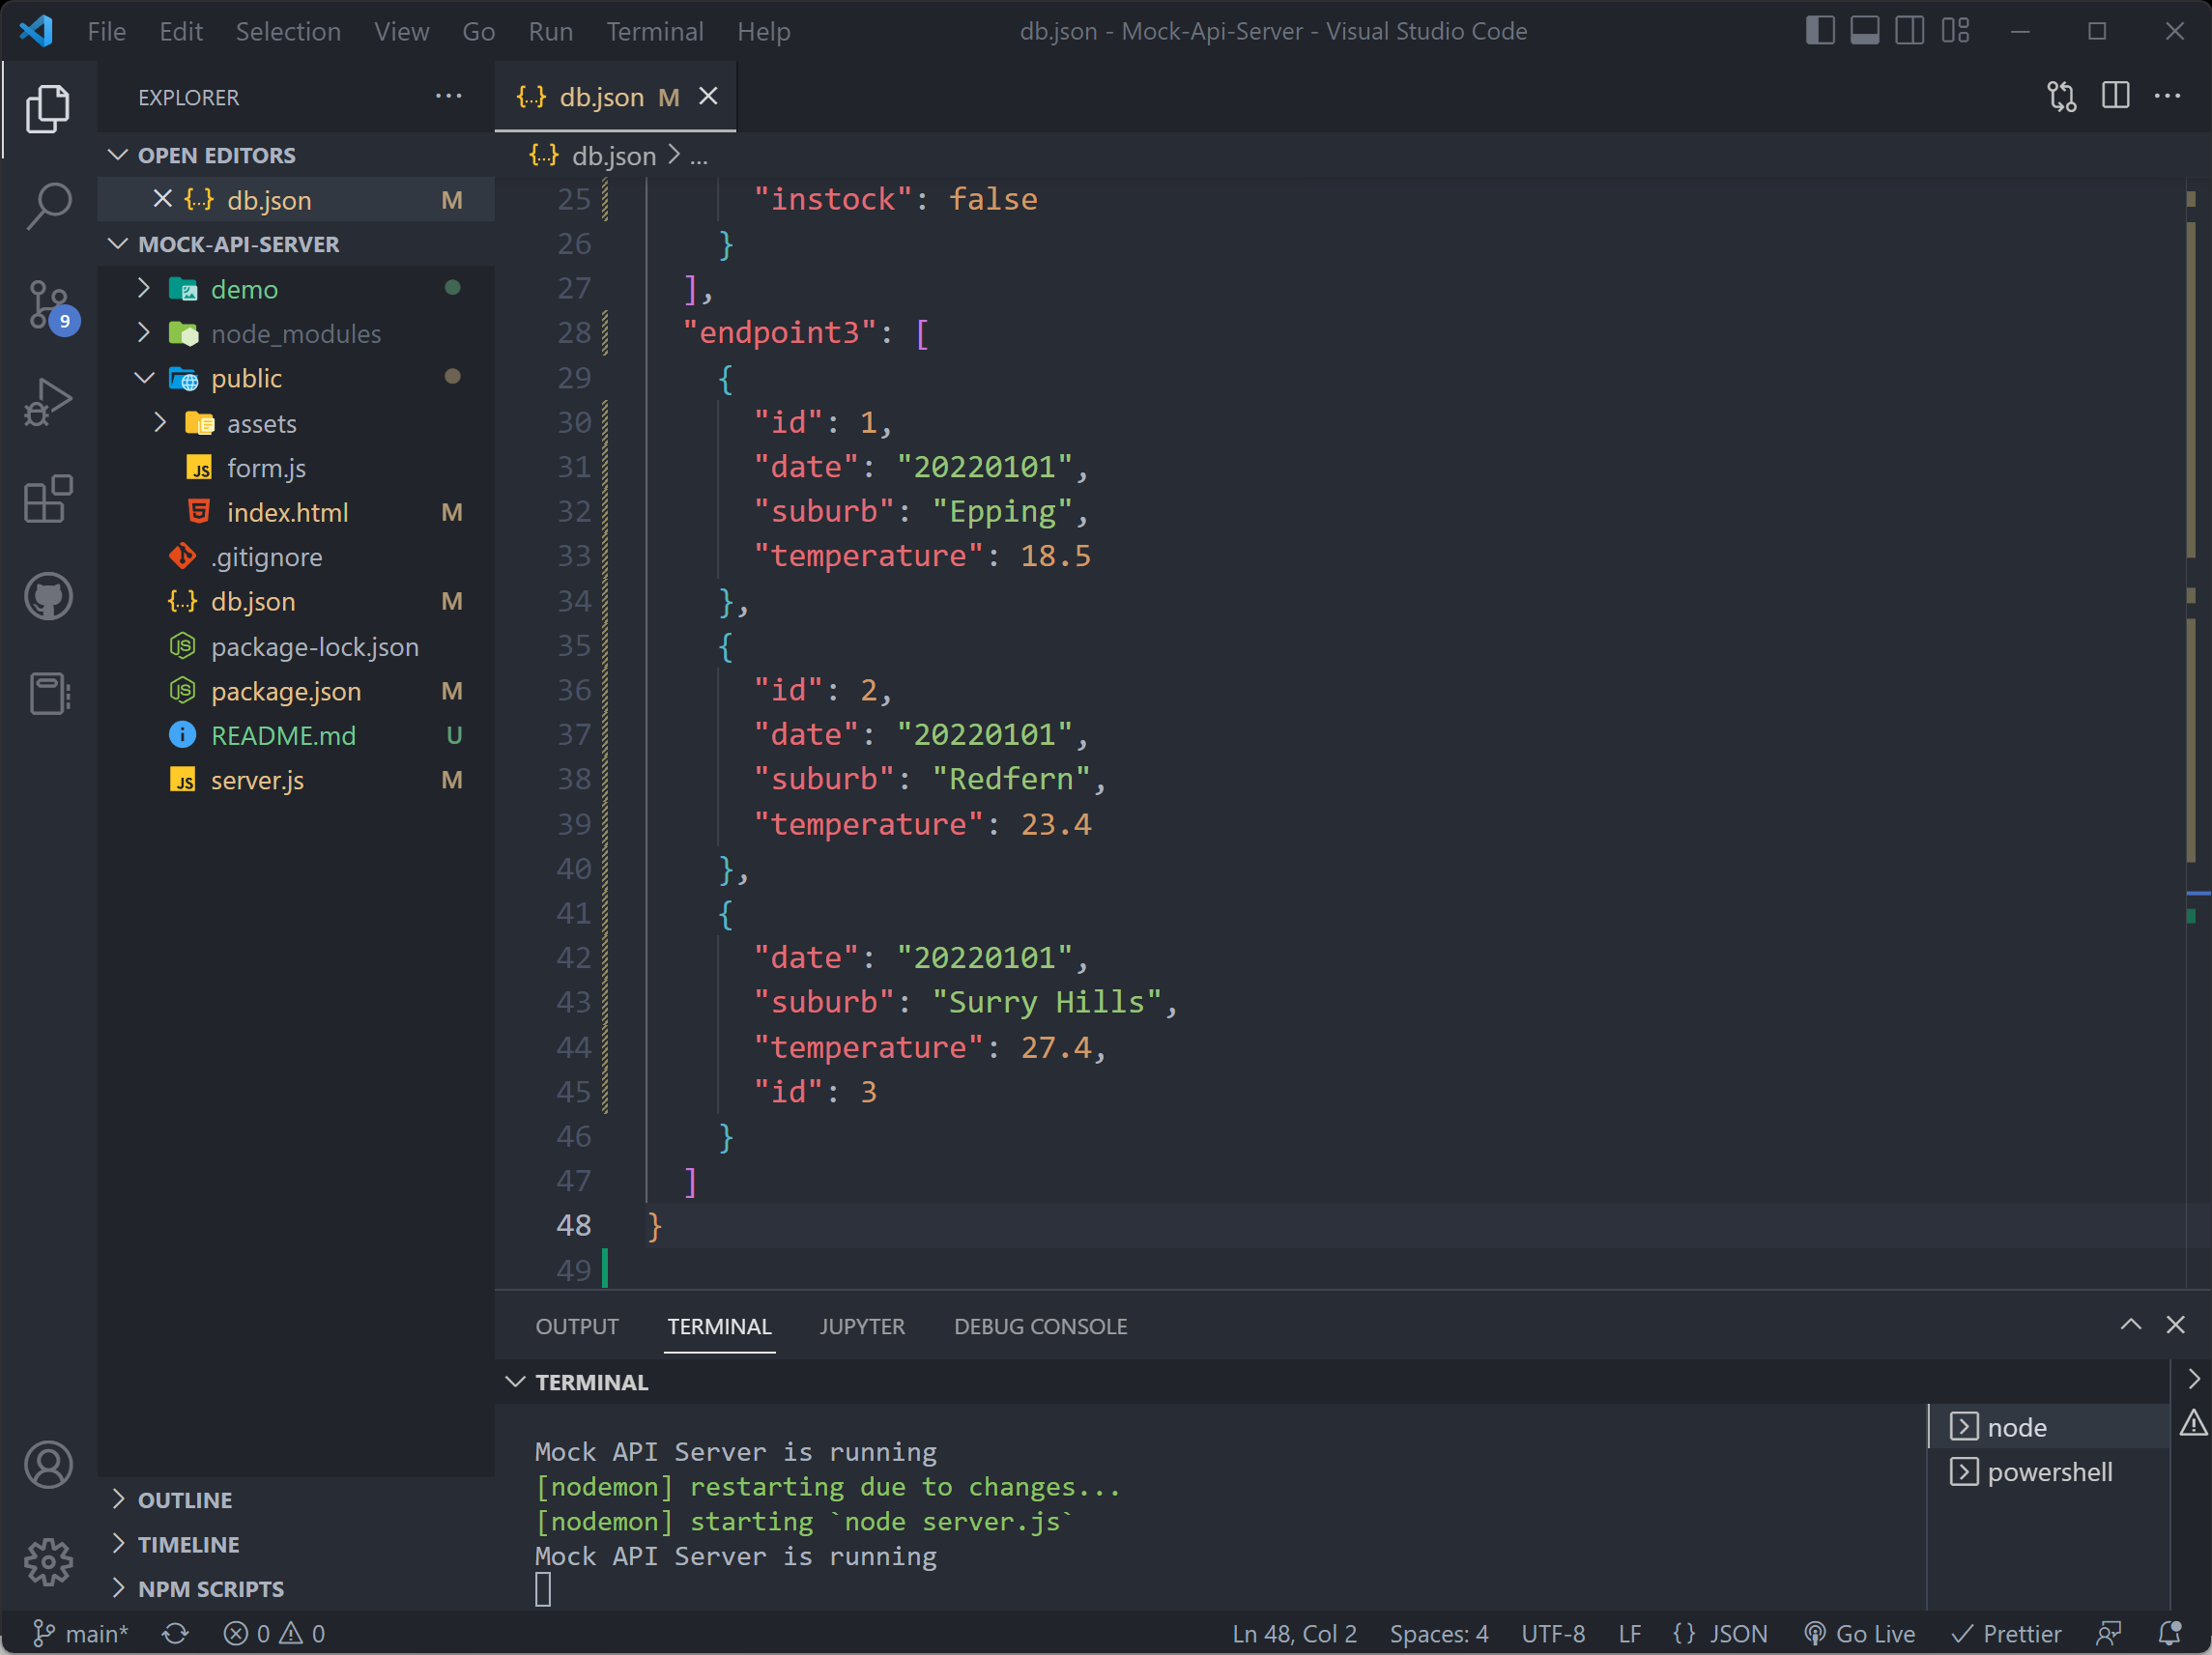 File Edit Selection View Go Run Terminal Help db.json - Mock-Api-Server - Visual Studio Code
EXPLORER ...
OPEN EDITORS
{..} db.json M
MOCK-API-SERVER
demo
node_modules
public
assets
JS form.js
index.html M
.gitignore
{..} db.json M
package-lock.json
package.json M
README.md U
JS server.js M
OUTLINE
TIMELINE
NPM SCRIPTS
9
{..} db.json M
{..} db.json > ...
25 "instock": false
26 }
27 ],
28 "endpoint3": [
29 {
30 "id": 1,
31 "date": "20220101",
32 "suburb": "Epping",
33 "temperature": 18.5
34 },
35 {
36 "id": 2,
37 "date": "20220101",
38 "suburb": "Redfern",
39 "temperature": 23.4
40 },
41 {
42 "date": "20220101",
43 "suburb": "Surry Hills",
44 "temperature": 27.4,
45 "id": 3
46 }
47 ]
48 }
49
OUTPUT TERMINAL JUPYTER DEBUG CONSOLE
TERMINAL
Mock API Server is running
[nodemon] restarting due to changes...
[nodemon] starting `node server.js`
Mock API Server is running
node
powershell
main* 0 0 Ln 48, Col 2 Spaces: 4 UTF-8 LF {} JSON Go Live Prettier